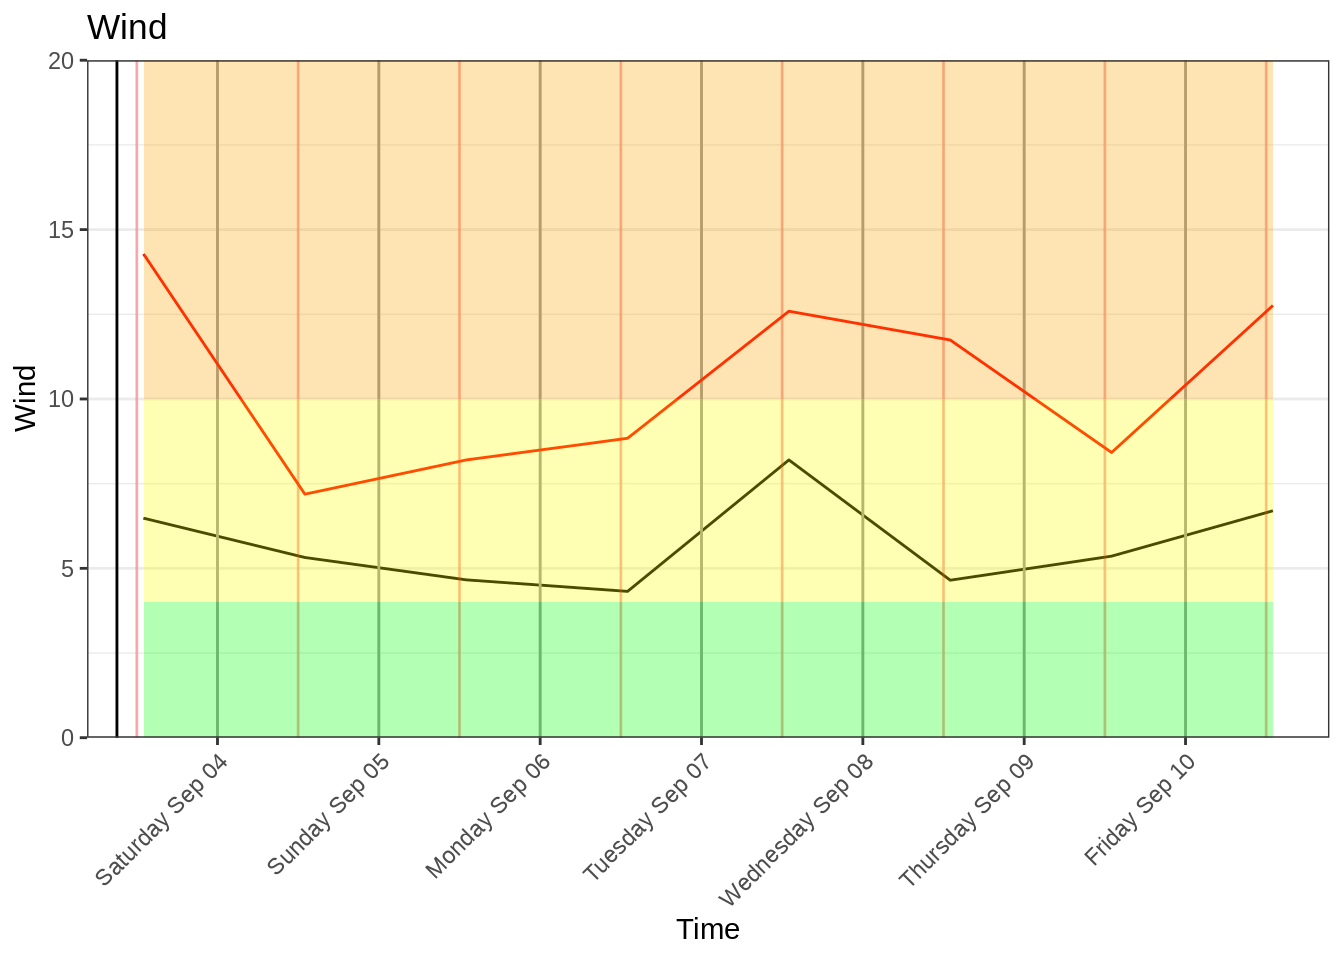 Wind
20
15
10
5
0
Wind
Saturday Sep 04
Sunday Sep 05
Monday Sep 06
Tuesday Sep 07
Wednesday Sep 08
Thursday Sep 09
Friday Sep 10
Time